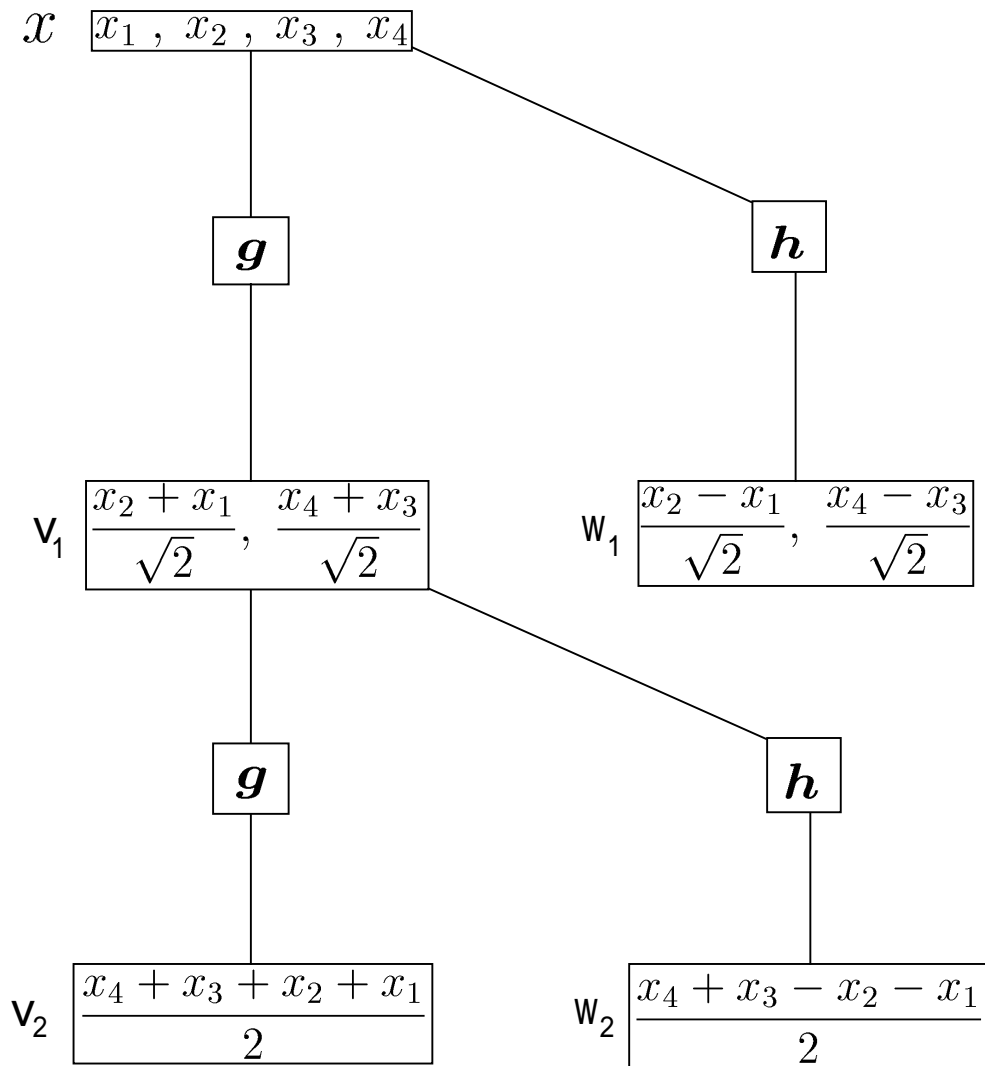 x x₁ , x₂ , x₃ , x₄
g h
v₁ (x₂ + x₁)/√2, (x₄ + x₃)/√2 w₁ (x₂ − x₁)/√2, (x₄ − x₃)/√2
g h
v₂ (x₄ + x₃ + x₂ + x₁)/2 w₂ (x₄ + x₃ − x₂ − x₁)/2